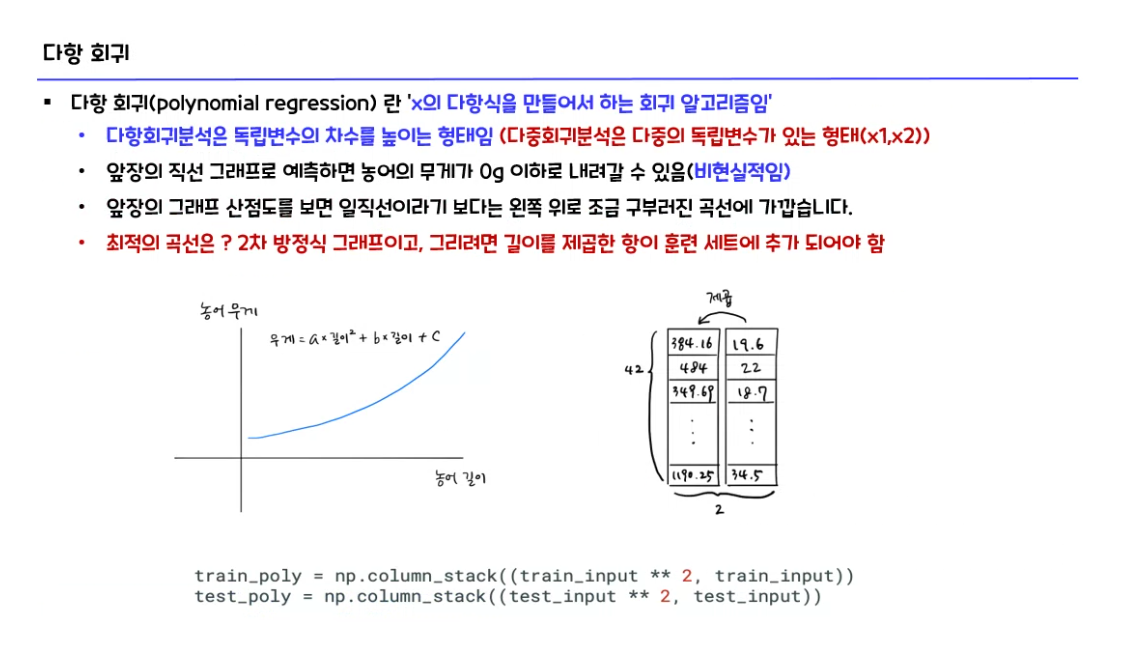 다항 회귀
▪ 다항 회귀(polynomial regression) 란 'x의 다항식을 만들어서 하는 회귀 알고리즘임'
• 다항회귀분석은 독립변수의 차수를 높이는 형태임 (다중회귀분석은 다중의 독립변수가 있는 형태(x1,x2))
• 앞장의 직선 그래프로 예측하면 농어의 무게가 0g 이하로 내려갈 수 있음(비현실적임)
• 앞장의 그래프 산점도를 보면 일직선이라기 보다는 왼쪽 위로 조금 구부러진 곡선에 가깝습니다.
• 최적의 곡선은 ? 2차 방정식 그래프이고, 그리려면 길이를 제곱한 항이 훈련 세트에 추가 되어야 함
농어 무게
무게 = a × 길이² + b × 길이 + c
농어 길이
제곱
384.16 19.6
484 22
349.69 18.7
⋮ ⋮
1190.25 34.5
42
2
train_poly = np.column_stack((train_input ** 2, train_input))
test_poly = np.column_stack((test_input ** 2, test_input))